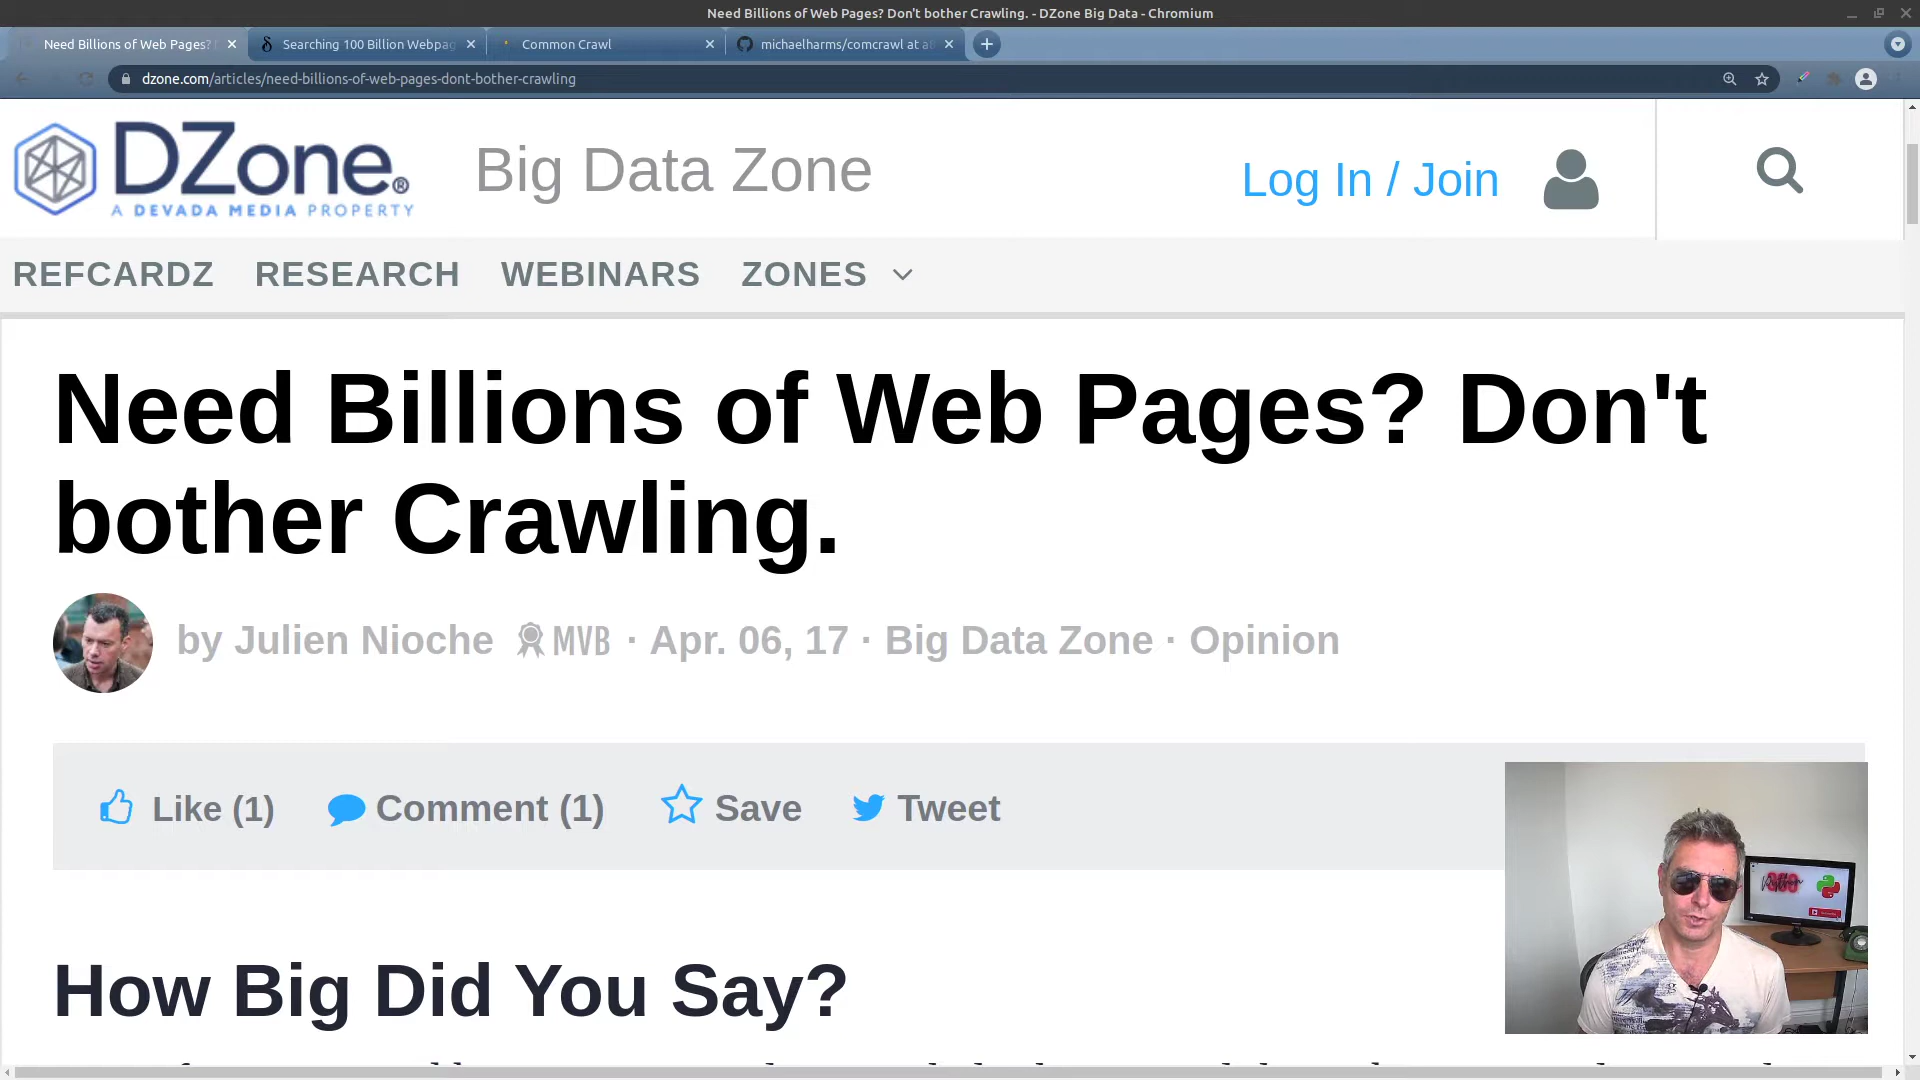 Need Billions of Web Pages? Don't bother Crawling. - DZone Big Data - Chromium
Need Billions of Web Pages?
Searching 100 Billion Webpag
Common Crawl
michaelharms/comcrawl at a
dzone.com/articles/need-billions-of-web-pages-dont-bother-crawling
DZone®
A DEVADA MEDIA PROPERTY
Big Data Zone
Log In / Join
REFCARDZ RESEARCH WEBINARS ZONES
Need Billions of Web Pages? Don't
bother Crawling.
by Julien Nioche MVB · Apr. 06, 17 · Big Data Zone · Opinion
Like (1) Comment (1) Save Tweet
Python
How Big Did You Say?